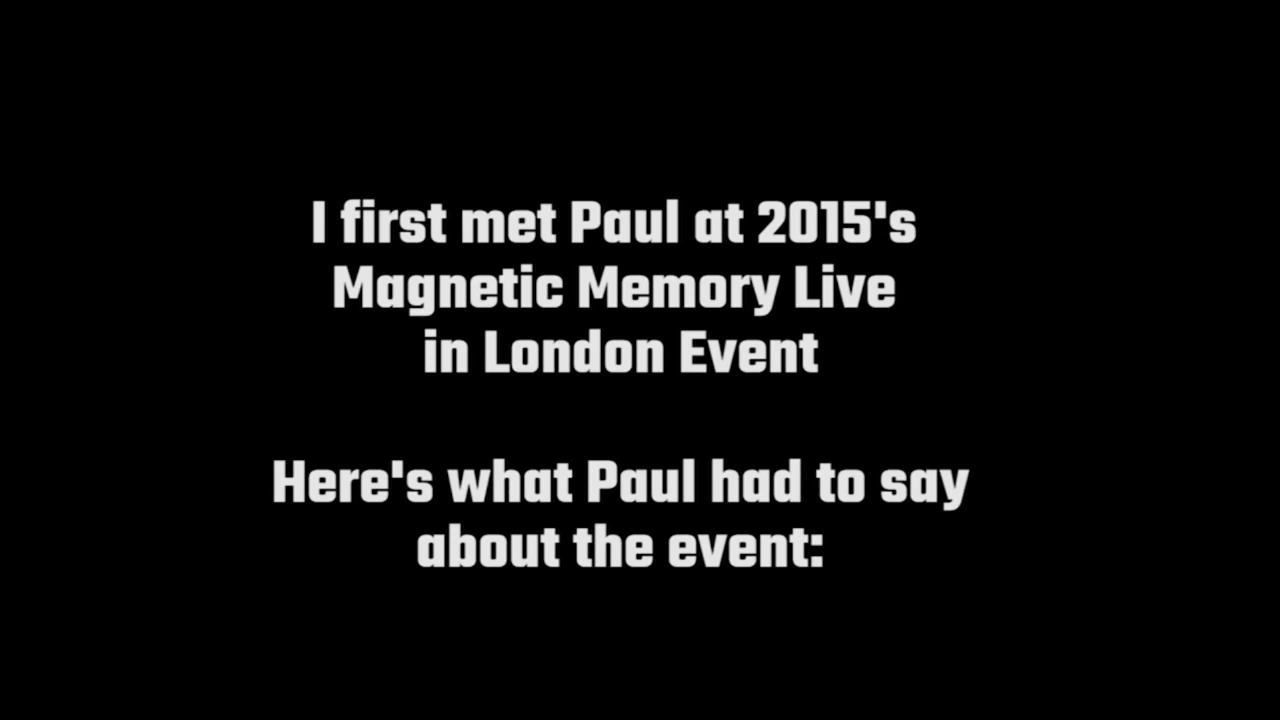 I first met Paul at 2015's
Magnetic Memory Live
in London Event
Here's what Paul had to say
about the event: